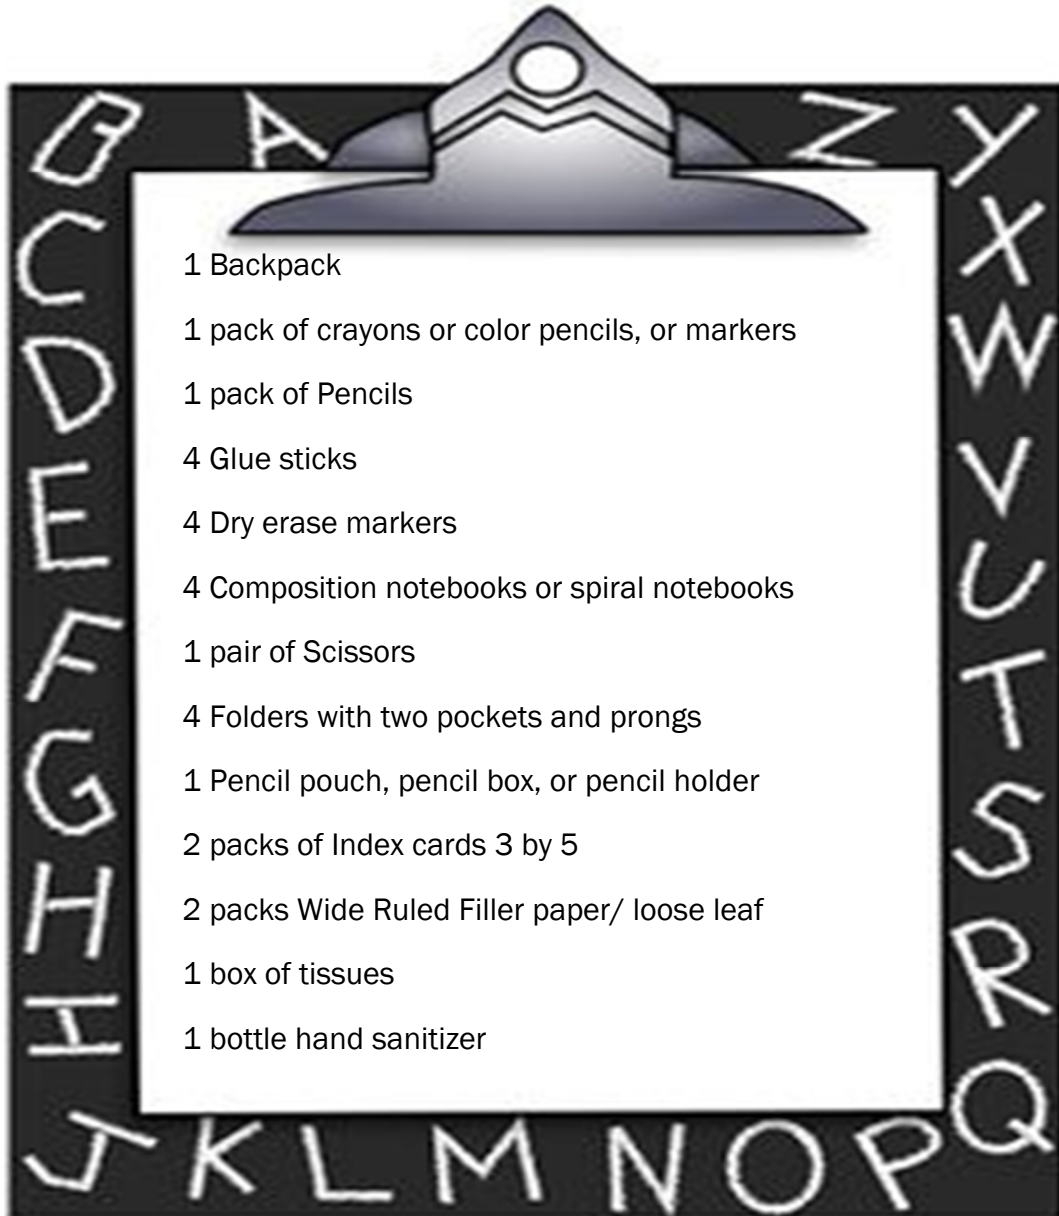 B A Z Y
C X
D W
E V
F U
G T
H S
I R
J K L M N O P Q
1 Backpack
1 pack of crayons or color pencils, or markers
1 pack of Pencils
4 Glue sticks
4 Dry erase markers
4 Composition notebooks or spiral notebooks
1 pair of Scissors
4 Folders with two pockets and prongs
1 Pencil pouch, pencil box, or pencil holder
2 packs of Index cards 3 by 5
2 packs Wide Ruled Filler paper/ loose leaf
1 box of tissues
1 bottle hand sanitizer